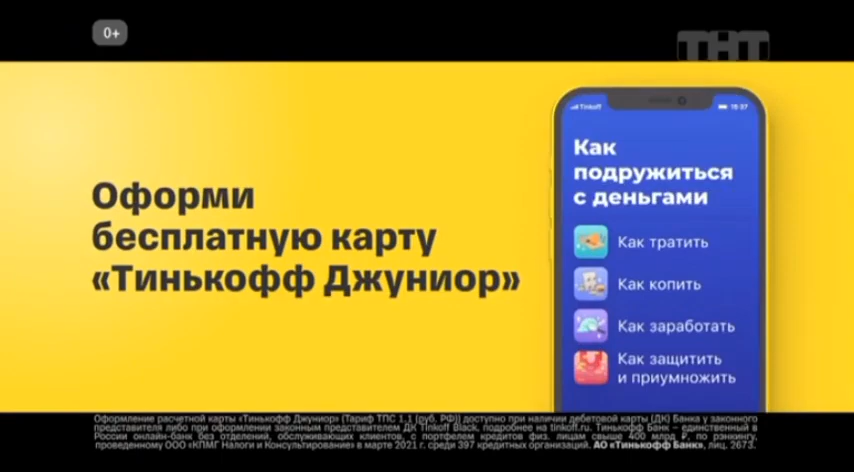 0+
ТНТ
Оформи
бесплатную карту
«Тинькофф Джуниор»
Tinkoff
15:37
Как
подружиться
с деньгами
Как тратить
Как копить
Как заработать
Как защитить
и приумножить
Оформление расчетной карты «Тинькофф Джуниор» (Тариф ТПС 1.1 (руб. РФ)) доступно при наличии дебетовой карты (ДК) Банка у законного
представителя либо при оформлении законным представителем ДК Tinkoff Black, подробнее на tinkoff.ru. Тинькофф Банк – единственный в
России онлайн-банк без отделений, обслуживающих клиентов, с портфелем кредитов физ. лицам свыше 400 млрд ₽, по рэнкингу,
проведенному ООО «КПМГ Налоги и Консультирование» в марте 2021 г. среди 397 кредитных организаций. АО «Тинькофф Банк», лиц. 2673.